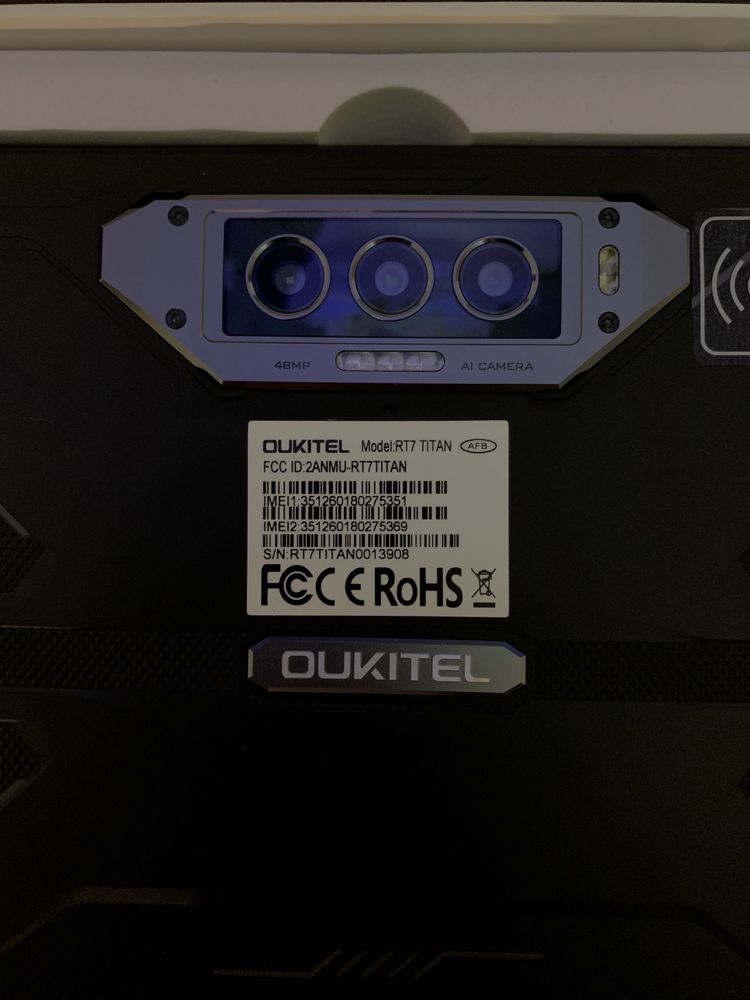 48MP AI CAMERA
OUKITEL Model:RT7 TITAN AFB
FCC ID:2ANMU-RT7TITAN
IMEI1:351260180275351
IMEI2:351260180275369
S/N:RT7TITAN0013908
FCC CE RoHS
OUKITEL